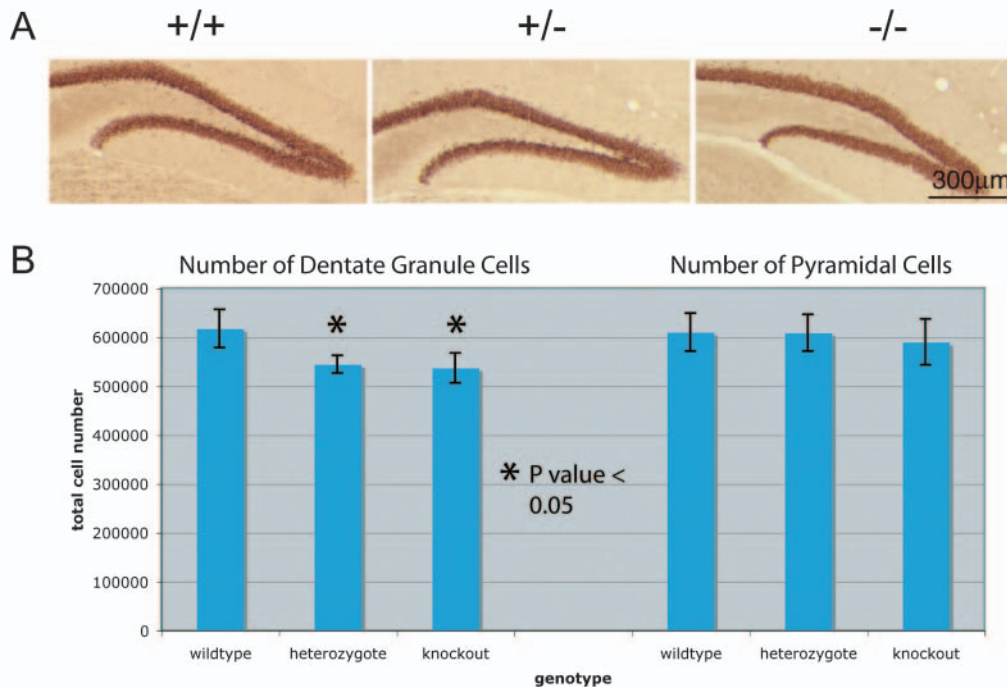 A
+/+ +/- -/-
300µm
B
Number of Dentate Granule Cells Number of Pyramidal Cells
700000
600000
500000
400000
300000
200000
100000
0
total cell number
* *
* P value <
0.05
wildtype heterozygote knockout wildtype heterozygote knockout
genotype